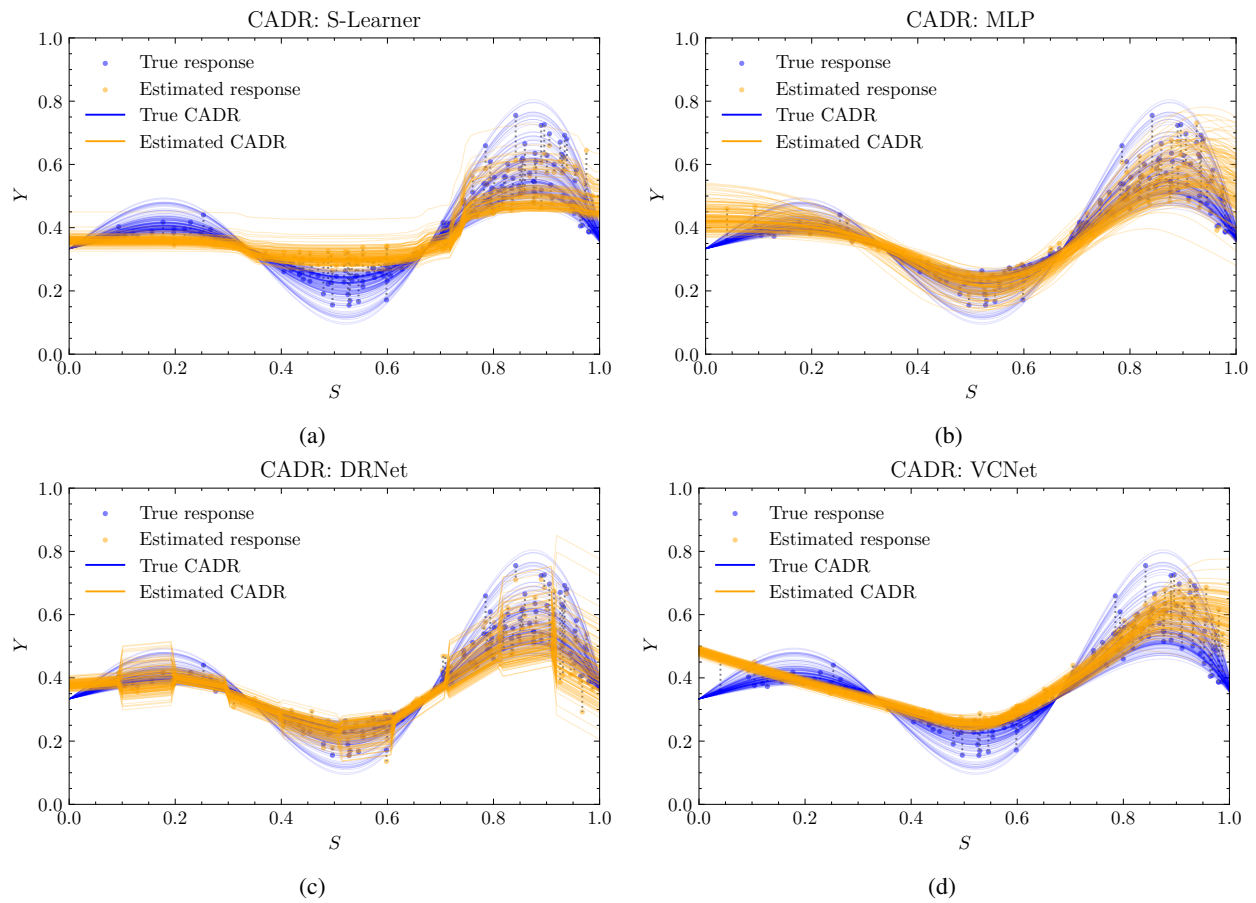 CADR: S-Learner
1.0
0.8
0.6
0.4
0.2
0.0
Y
True response
Estimated response
True CADR
Estimated CADR
0.0 0.2 0.4 0.6 0.8 1.0
S
(a)
CADR: MLP
1.0
0.8
0.6
0.4
0.2
0.0
Y
True response
Estimated response
True CADR
Estimated CADR
0.0 0.2 0.4 0.6 0.8 1.0
S
(b)
CADR: DRNet
1.0
0.8
0.6
0.4
0.2
0.0
Y
True response
Estimated response
True CADR
Estimated CADR
0.0 0.2 0.4 0.6 0.8 1.0
S
(c)
CADR: VCNet
1.0
0.8
0.6
0.4
0.2
0.0
Y
True response
Estimated response
True CADR
Estimated CADR
0.0 0.2 0.4 0.6 0.8 1.0
S
(d)